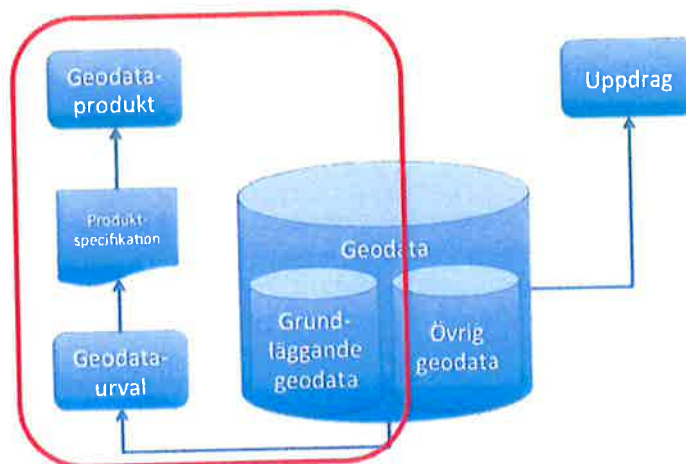 Geodata-
produkt
Uppdrag
Produkt-
specifikation
Geodata
Grund-
läggande
geodata
Övrig
geodata
Geodata-
urval